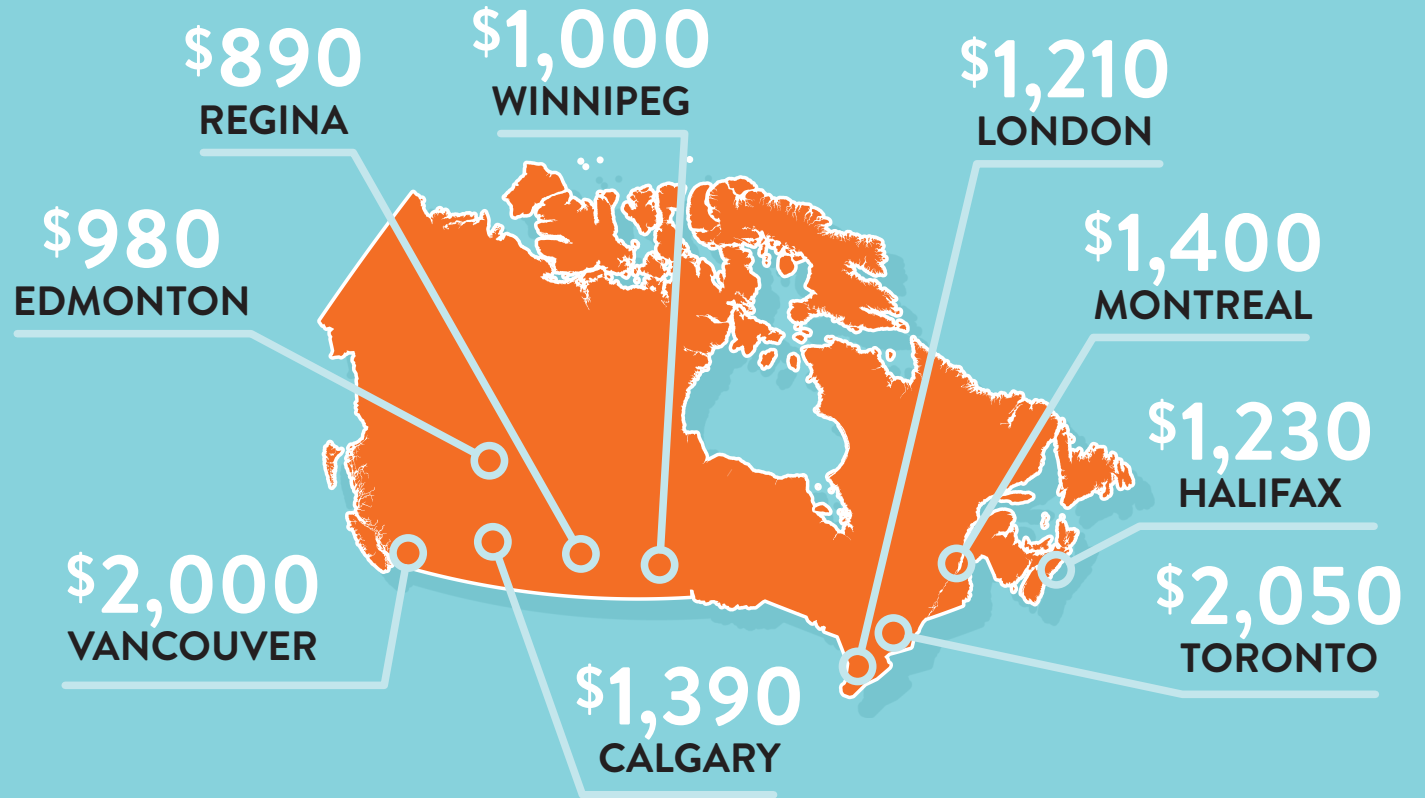 $890
REGINA
$1,000
WINNIPEG
$1,210
LONDON
$980
EDMONTON
$1,400
MONTREAL
$1,230
HALIFAX
$2,000
VANCOUVER
$2,050
TORONTO
$1,390
CALGARY